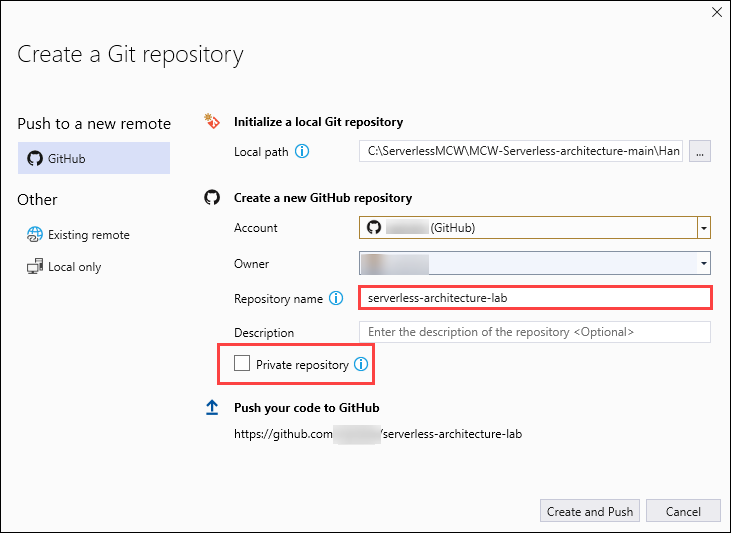 Create a Git repository
Push to a new remote
GitHub
Other
Existing remote
Local only
Initialize a local Git repository
Local path
C:\ServerlessMCW\MCW-Serverless-architecture-main\Han
...
Create a new GitHub repository
Account
(GitHub)
Owner
Repository name
serverless-architecture-lab
Description
Enter the description of the repository <Optional>
Private repository
Push your code to GitHub
https://github.com /serverless-architecture-lab
Create and Push
Cancel